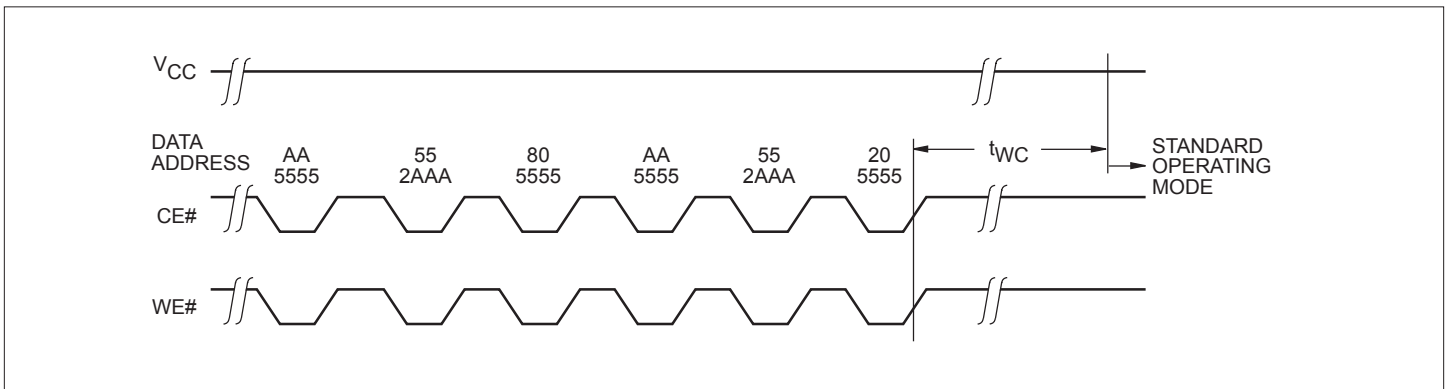 VCC
DATA
ADDRESS
AA 55 80 AA 55 20
5555 2AAA 5555 5555 2AAA 5555
tWC
STANDARD
OPERATING
MODE
CE#
WE#